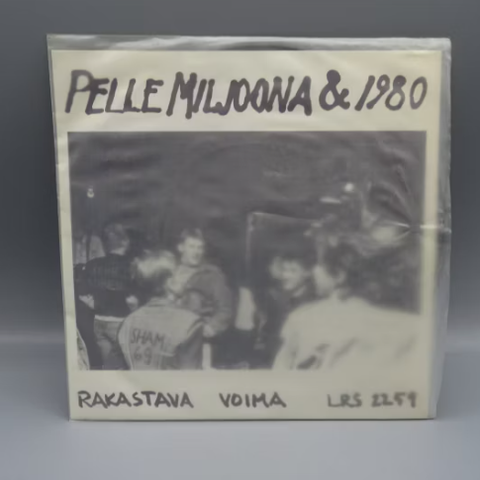 PELLE MILJOONA & 1980
SHAM
69
RAKASTAVA VOIMA LRS 2259